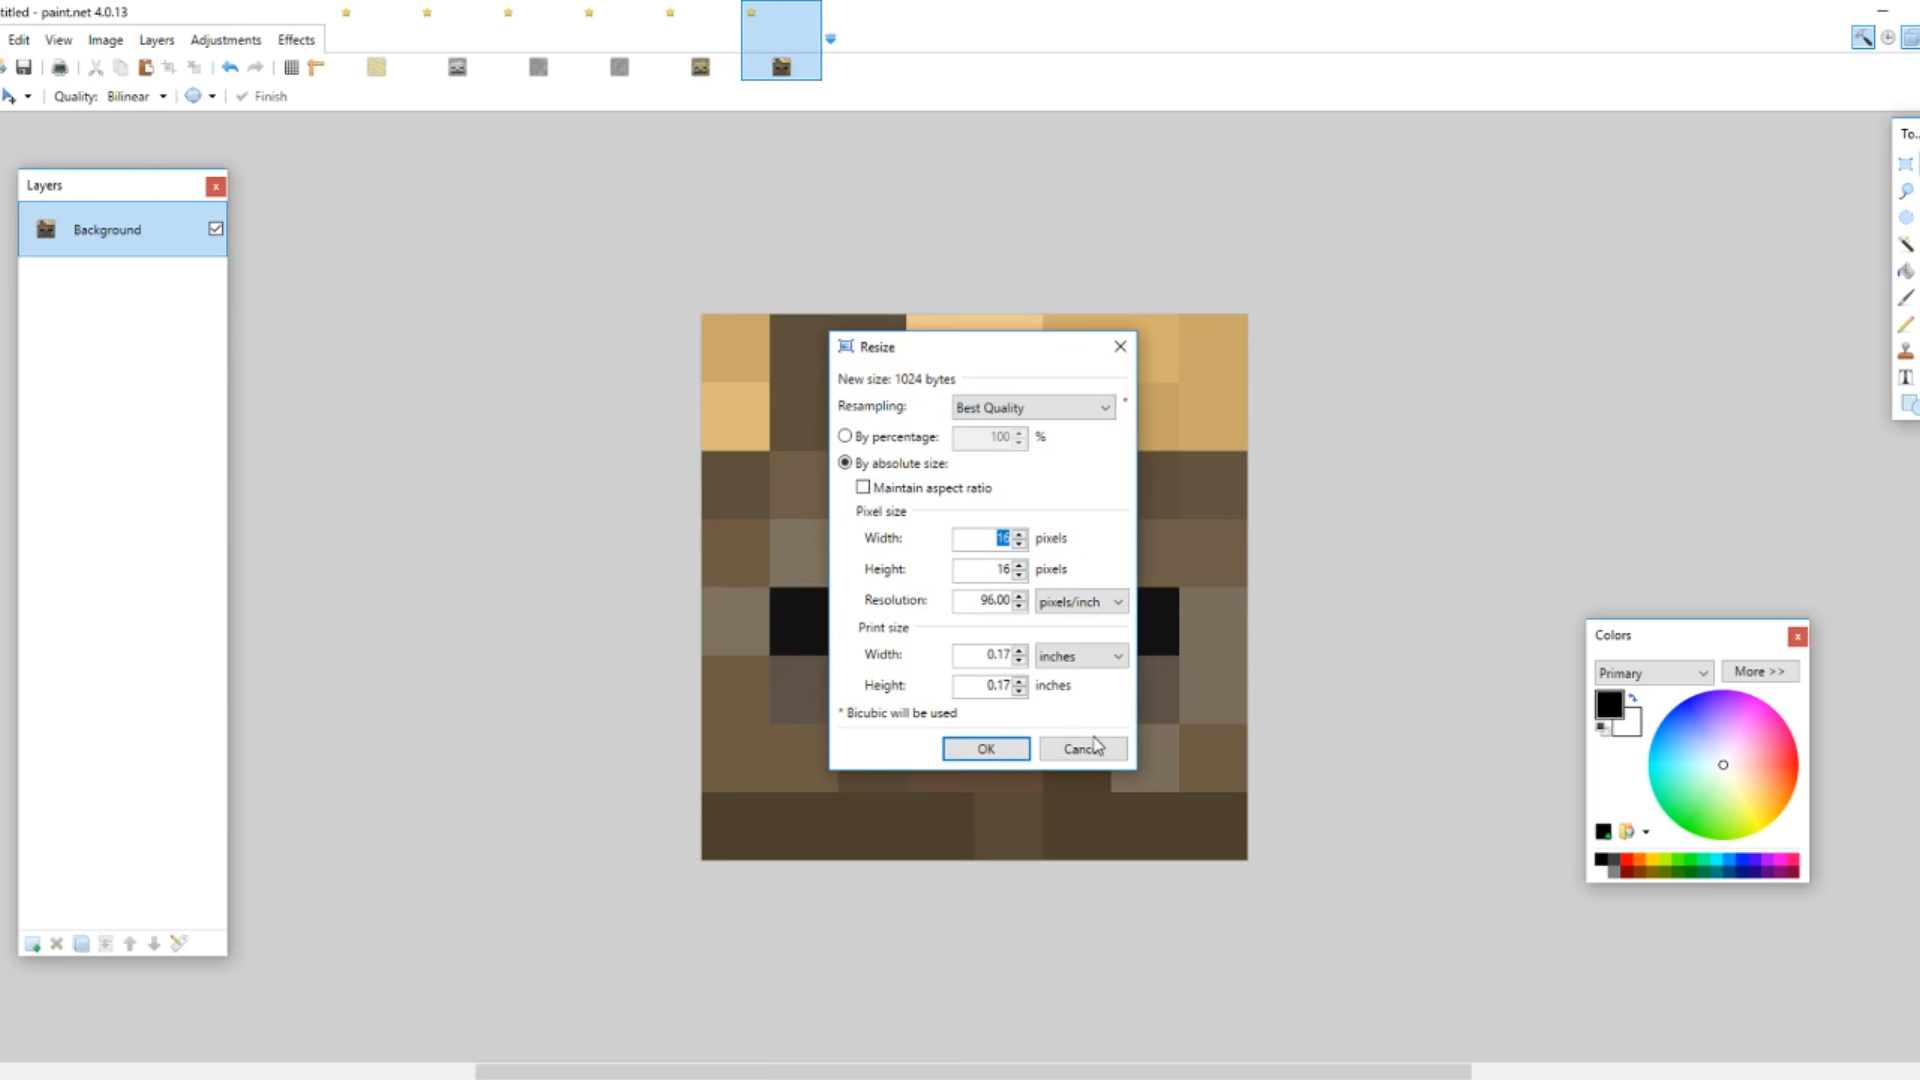 titled - paint.net 4.0.13
Edit View Image Layers Adjustments Effects
Quality: Bilinear Finish
To...
Layers
Background
Resize
New size: 1024 bytes
Resampling: Best Quality *
By percentage: 100 %
By absolute size:
Maintain aspect ratio
Pixel size
Width: 16 pixels
Height: 16 pixels
Resolution: 96.00 pixels/inch
Print size
Width: 0.17 inches
Height: 0.17 inches
* Bicubic will be used
OK
Colors
Primary More >>